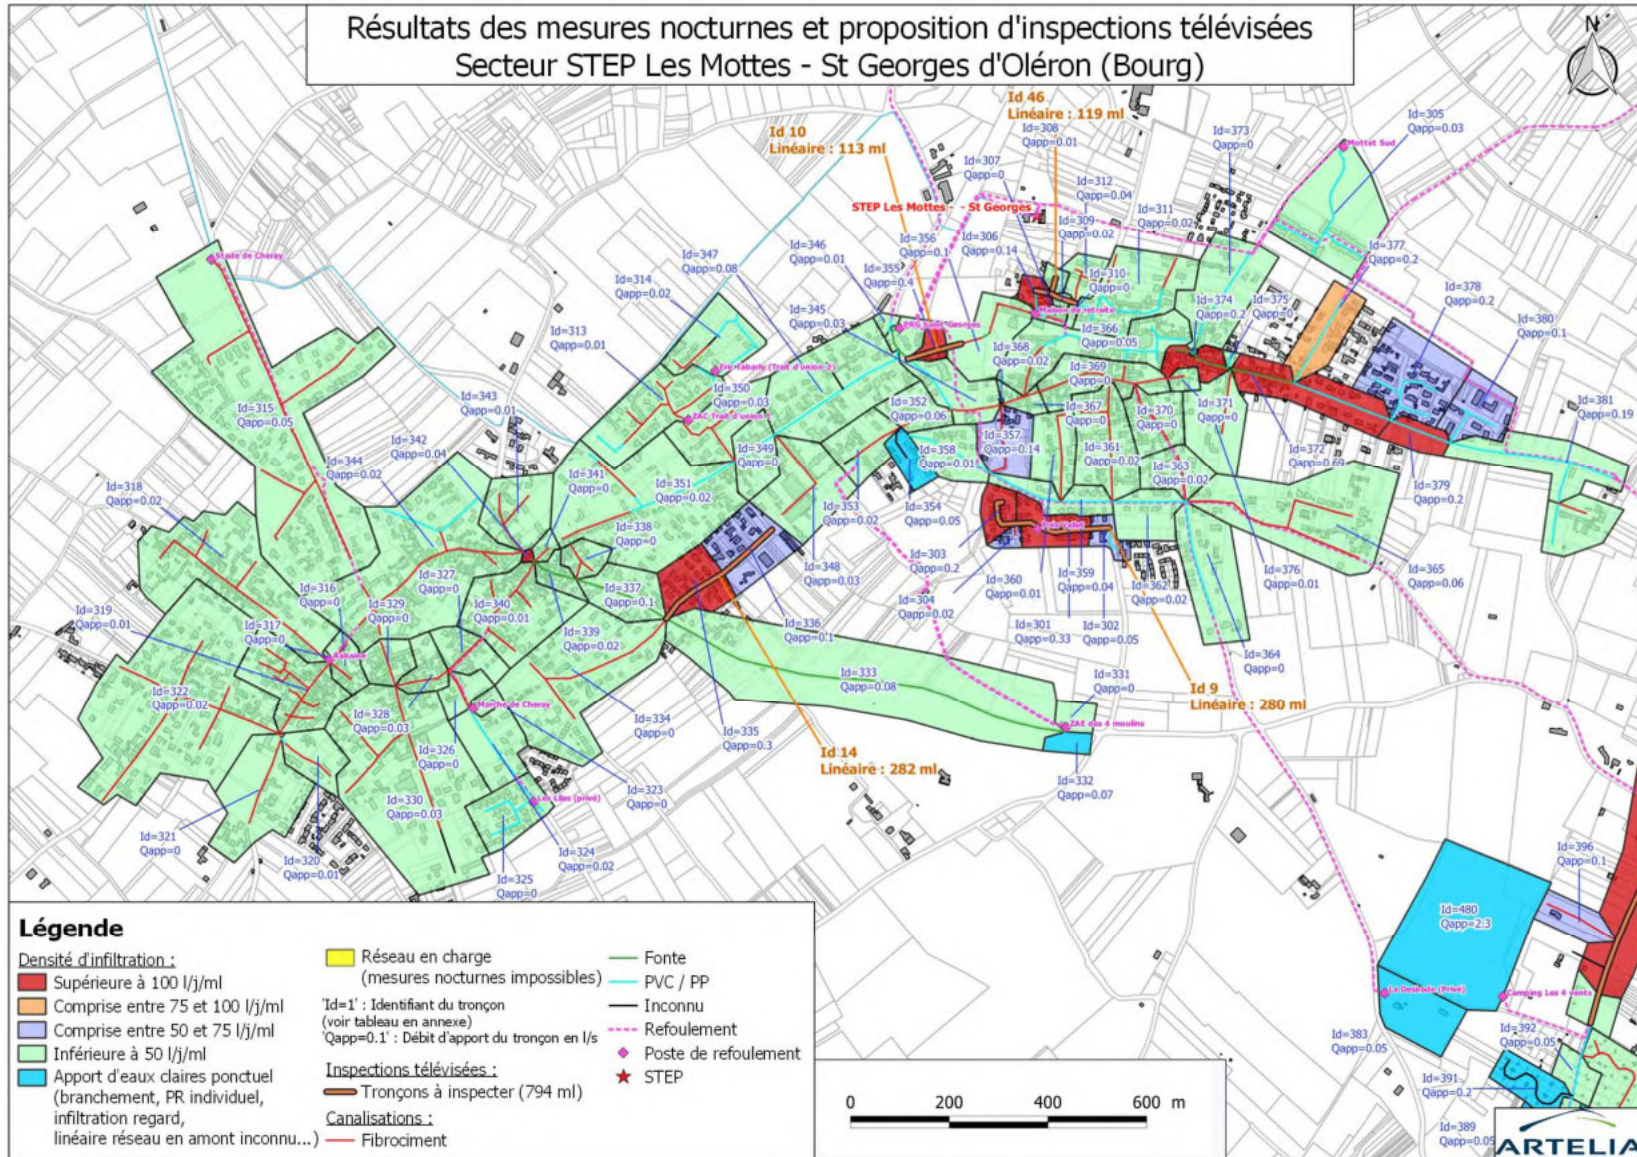 Résultats des mesures nocturnes et proposition d'inspections télévisées
Secteur STEP Les Mottes - St Georges d'Oléron (Bourg)
N
Id 46
Linéaire : 119 ml
Id 10
Linéaire : 113 ml
Id=308
Qapp=0.01
Id=373
Qapp=0
Id=305
Qapp=0.03
Mottet Sud
Id=307
Qapp=0
Id=312
Qapp=0.04
STEP Les Mottes - - St Georges
Id=311
Qapp=0.02
Id=309
Qapp=0.02
Id=356
Qapp=0.1
Id=306
Qapp=0.14
Id=346
Qapp=0.01
Id=347
Qapp=0.08
Id=377
Qapp=0.2
Stade de Cheray
Id=355
Qapp=0.4
Id=310
Qapp=0
Id=314
Qapp=0.02
Id=378
Qapp=0.2
Id=374
Qapp=0.2
Id=375
Qapp=0
Id=345
Qapp=0.03
Maison de retraite
Id=380
Qapp=0.1
Id=313
Qapp=0.01
Id=366
Qapp=0.05
Id=368
Qapp=0.02
Id=369
Qapp=0
Id=350
Qapp=0.03
Id=343
Qapp=0.01
Id=315
Qapp=0.05
Id=352
Qapp=0.06
Id=367
Qapp=0
Id=370
Qapp=0
Id=371
Qapp=0
Id=381
Qapp=0.19
Id=342
Qapp=0.04
Id=349
Qapp=0
Id=357
Qapp=0.14
Id=358
Qapp=0.01
Id=361
Qapp=0.02
Id=363
Qapp=0.02
Id=372
Qapp=0.69
Id=344
Qapp=0.02
Id=341
Qapp=0
Id=351
Qapp=0.02
Id=379
Qapp=0.2
Id=318
Qapp=0.02
Id=353
Qapp=0.02
Id=354
Qapp=0.05
Id=338
Qapp=0
Id=348
Qapp=0.03
Id=303
Qapp=0.2
Id=360
Qapp=0.01
Id=359
Qapp=0.04
Id=362
Qapp=0.02
Id=376
Qapp=0.01
Id=365
Qapp=0.06
Id=316
Qapp=0
Id=327
Qapp=0
Id=337
Qapp=0.1
Id=304
Qapp=0.02
Id=319
Qapp=0.01
Id=329
Qapp=0
Id=340
Qapp=0.01
Id=336
Qapp=0.1
Id=301
Qapp=0.33
Id=302
Qapp=0.05
Id=317
Qapp=0
Id=339
Qapp=0.02
Id=364
Qapp=0
Id=333
Qapp=0.08
Id=331
Qapp=0
Id=322
Qapp=0.02
Id 9
Linéaire : 280 ml
Marché de Cheray
Id=328
Qapp=0.03
Id=334
Qapp=0
Id=335
Qapp=0.3
ZAE des 4 moulins
Id=326
Qapp=0
Id 14
Linéaire : 282 ml
Id=332
Qapp=0.07
Id=323
Qapp=0
Les Lilas (privé)
Id=330
Qapp=0.03
Id=321
Qapp=0
Id=320
Qapp=0.01
Id=324
Qapp=0.02
Id=325
Qapp=0
Id=396
Qapp=0.1
Id=480
Qapp=2.3
La Desirade (Privé)
Camping Les 4 vents
Id=383
Qapp=0.05
Id=392
Qapp=0.05
Id=391
Qapp=0.2
Id=389
Qapp=0.05
Légende
Densité d'infiltration :
Supérieure à 100 l/j/ml
Comprise entre 75 et 100 l/j/ml
Comprise entre 50 et 75 l/j/ml
Inférieure à 50 l/j/ml
Apport d'eaux claires ponctuel
(branchement, PR individuel,
infiltration regard,
linéaire réseau en amont inconnu...)
Réseau en charge
(mesures nocturnes impossibles)
'Id=1' : Identifiant du tronçon
(voir tableau en annexe)
'Qapp=0.1' : Débit d'apport du tronçon en l/s
Inspections télévisées :
Tronçons à inspecter (794 ml)
Canalisations :
Fibrociment
Fonte
PVC / PP
Inconnu
Refoulement
Poste de refoulement
STEP
0 200 400 600 m
ARTELIA